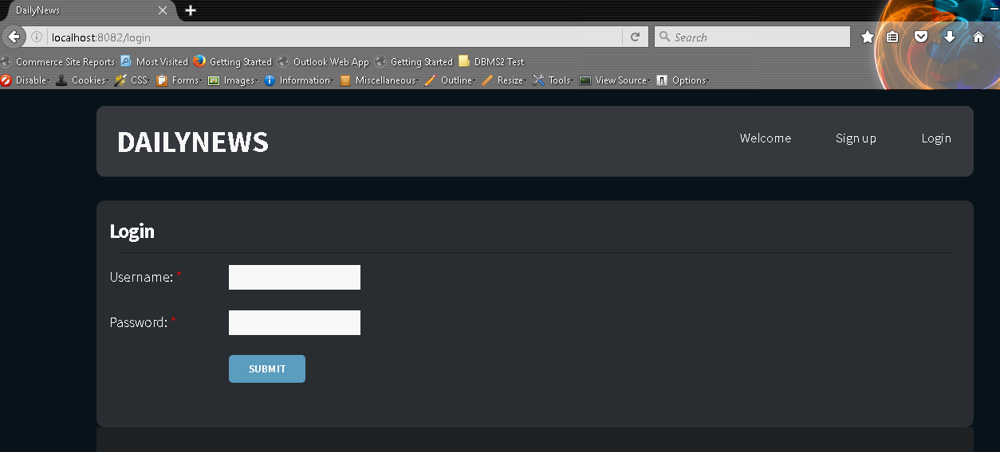 DailyNews
localhost:8082/login
Search
Commerce Site Reports Most Visited Getting Started Outlook Web App Getting Started DBMS2 Test
Disable Cookies CSS Forms Images Information Miscellaneous Outline Resize Tools View Source Options
DAILYNEWS
Welcome Sign up Login
Login
Username: *
Password: *
SUBMIT